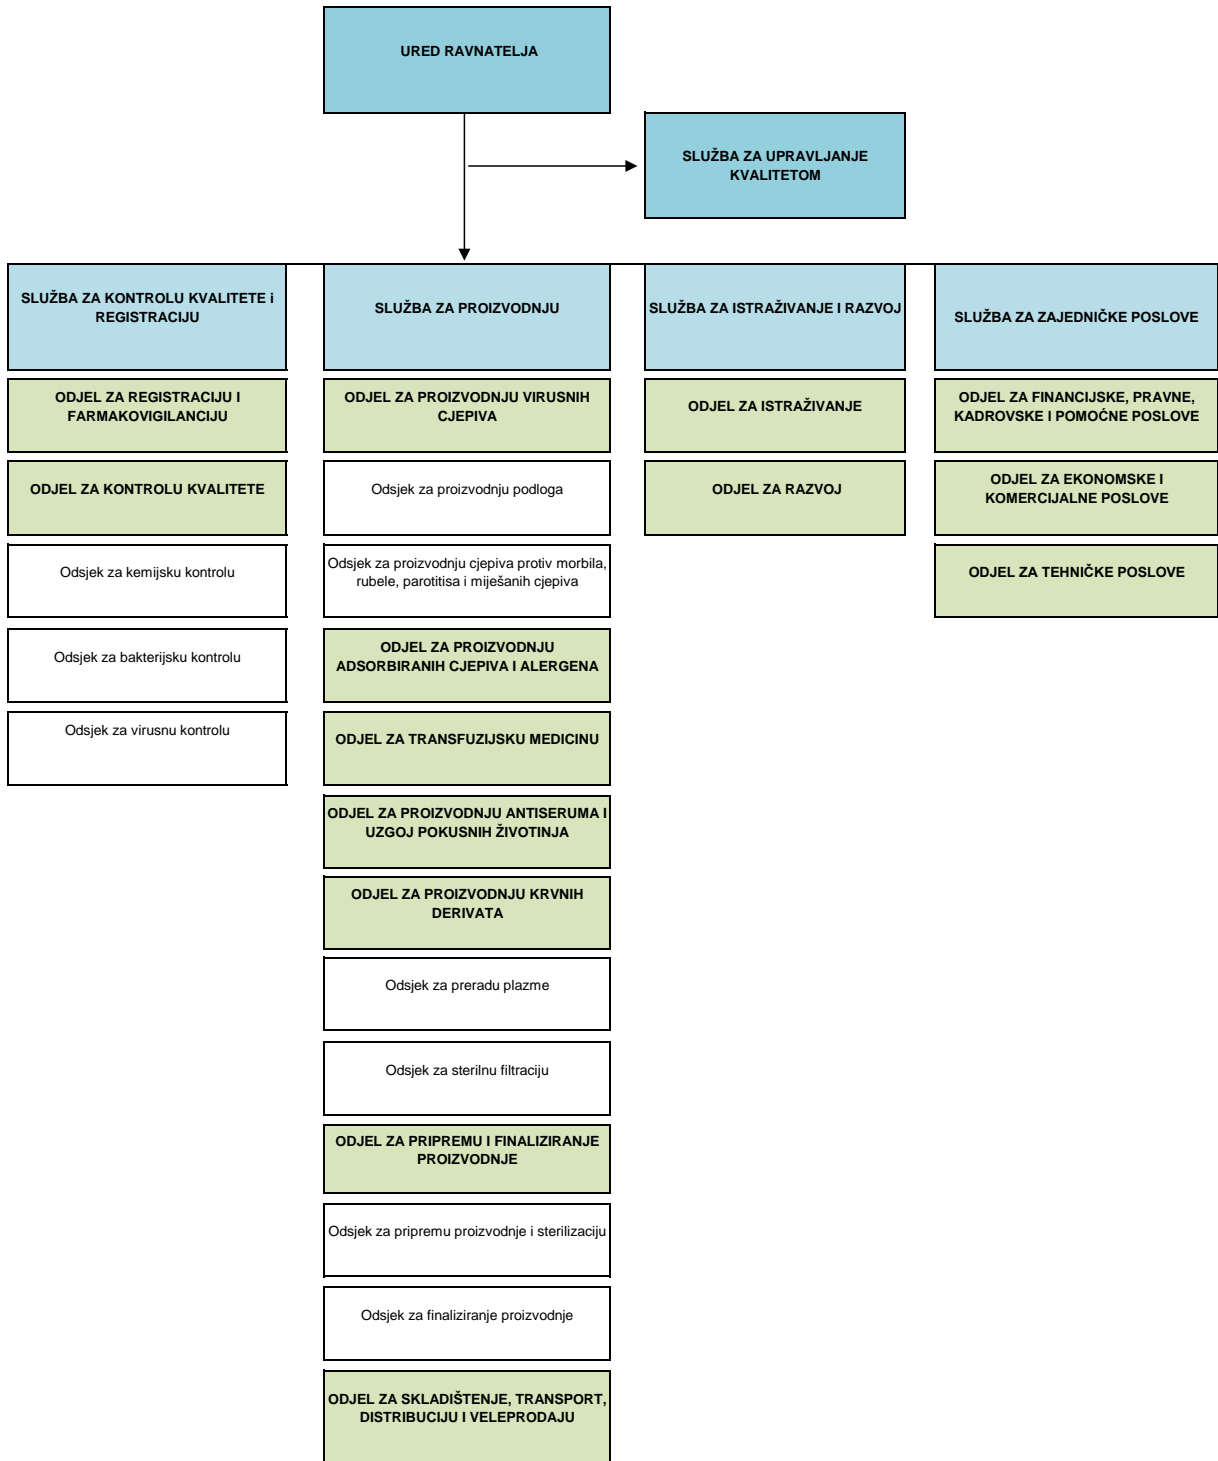 URED RAVNATELJA
SLUŽBA ZA UPRAVLJANJE
KVALITETOM
SLUŽBA ZA KONTROLU KVALITETE i
REGISTRACIJU
SLUŽBA ZA PROIZVODNJU
SLUŽBA ZA ISTRAŽIVANJE I RAZVOJ
SLUŽBA ZA ZAJEDNIČKE POSLOVE
ODJEL ZA REGISTRACIJU I
FARMAKOVIGILANCIJU
ODJEL ZA KONTROLU KVALITETE
Odsjek za kemijsku kontrolu
Odsjek za bakterijsku kontrolu
Odsjek za virusnu kontrolu
ODJEL ZA PROIZVODNJU VIRUSNIH
CJEPIVA
Odsjek za proizvodnju podloga
Odsjek za proizvodnju cjepiva protiv morbila,
rubele, parotitisa i miješanih cjepiva
ODJEL ZA PROIZVODNJU
ADSORBIRANIH CJEPIVA I ALERGENA
ODJEL ZA TRANSFUZIJSKU MEDICINU
ODJEL ZA PROIZVODNJU ANTISERUMA I
UZGOJ POKUSNIH ŽIVOTINJA
ODJEL ZA PROIZVODNJU KRVNIH
DERIVATA
Odsjek za preradu plazme
Odsjek za sterilnu filtraciju
ODJEL ZA PRIPREMU I FINALIZIRANJE
PROIZVODNJE
Odsjek za pripremu proizvodnje i sterilizaciju
Odsjek za finaliziranje proizvodnje
ODJEL ZA SKLADIŠTENJE, TRANSPORT,
DISTRIBUCIJU I VELEPRODAJU
ODJEL ZA ISTRAŽIVANJE
ODJEL ZA RAZVOJ
ODJEL ZA FINANCIJSKE, PRAVNE,
KADROVSKE I POMOĆNE POSLOVE
ODJEL ZA EKONOMSKE I
KOMERCIJALNE POSLOVE
ODJEL ZA TEHNIČKE POSLOVE